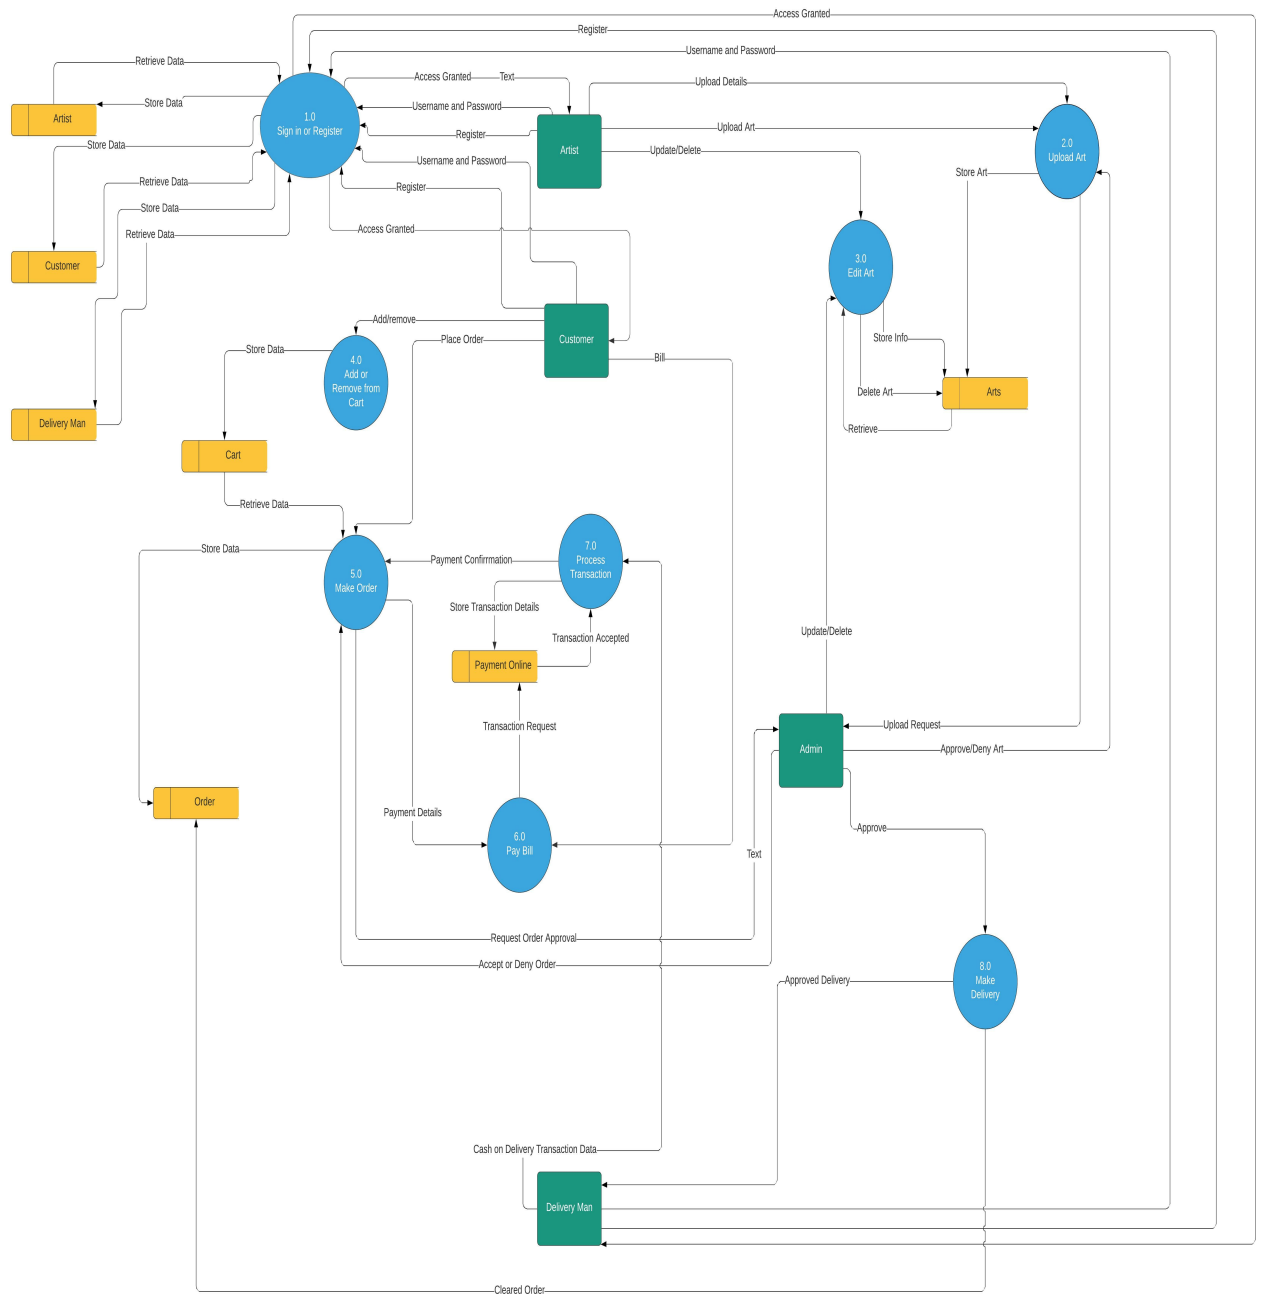 Access Granted
Register
Username and Password
Retrieve Data
Access Granted
Text
Upload Details
Store Data
Username and Password
Artist
1.0
Sign in or Register
Upload Art
Register
Store Data
Artist
Update/Delete
2.0
Upload Art
Username and Password
Store Art
Retrieve Data
Register
Store Data
Access Granted
Retrieve Data
Customer
3.0
Edit Art
Add/remove
Customer
Place Order
Store Info
Store Data
Bill
4.0
Add or
Remove from
Cart
Delete Art
Arts
Delivery Man
Retrieve
Cart
Retrieve Data
Store Data
7.0
Process
Transaction
Payment Confirrmation
5.0
Make Order
Store Transaction Details
Update/Delete
Transaction Accepted
Payment Online
Transaction Request
Upload Request
Admin
Approve/Deny Art
Order
Payment Details
Approve
6.0
Pay Bill
Text
Request Order Approval
Accept or Deny Order
8.0
Make
Delivery
Approved Delivery
Cash on Delivery Transaction Data
Delivery Man
Cleared Order